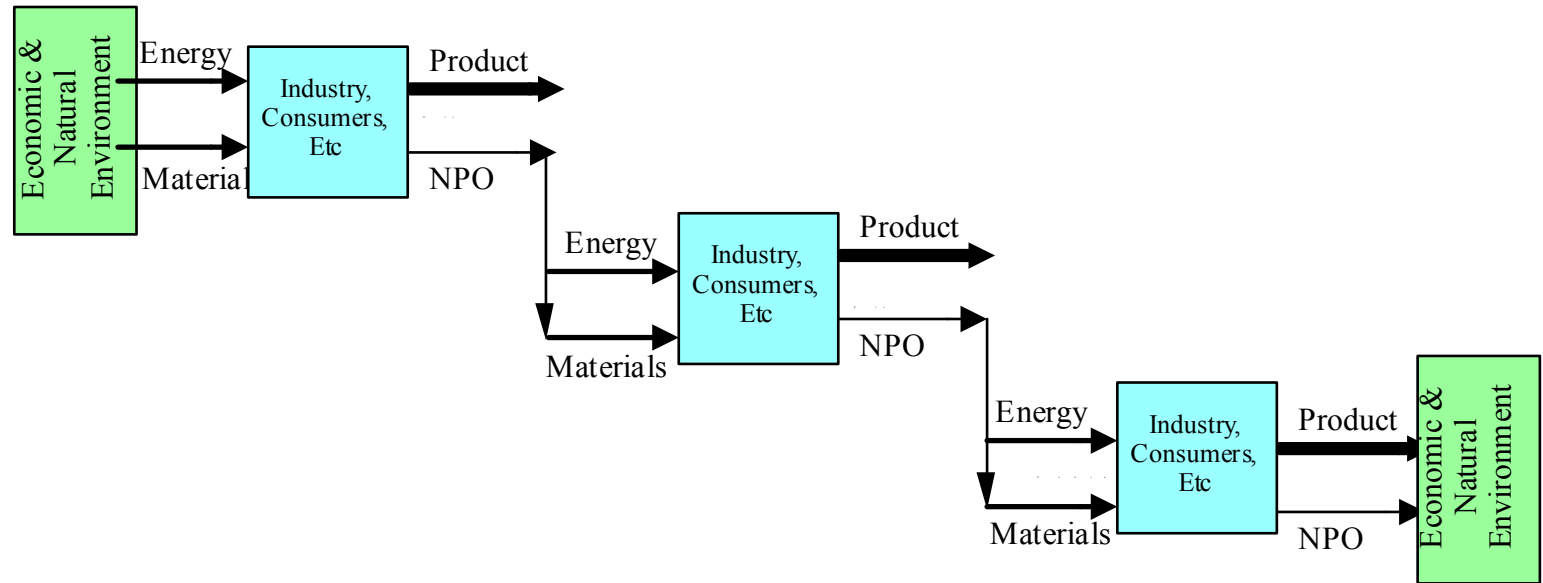 Economic &
Natural
Environment
Energy
Material
Industry,
Consumers,
Etc
Product
NPO
Energy
Materials
Industry,
Consumers,
Etc
Product
NPO
Energy
Materials
Industry,
Consumers,
Etc
Product
NPO
Economic &
Natural
Environment